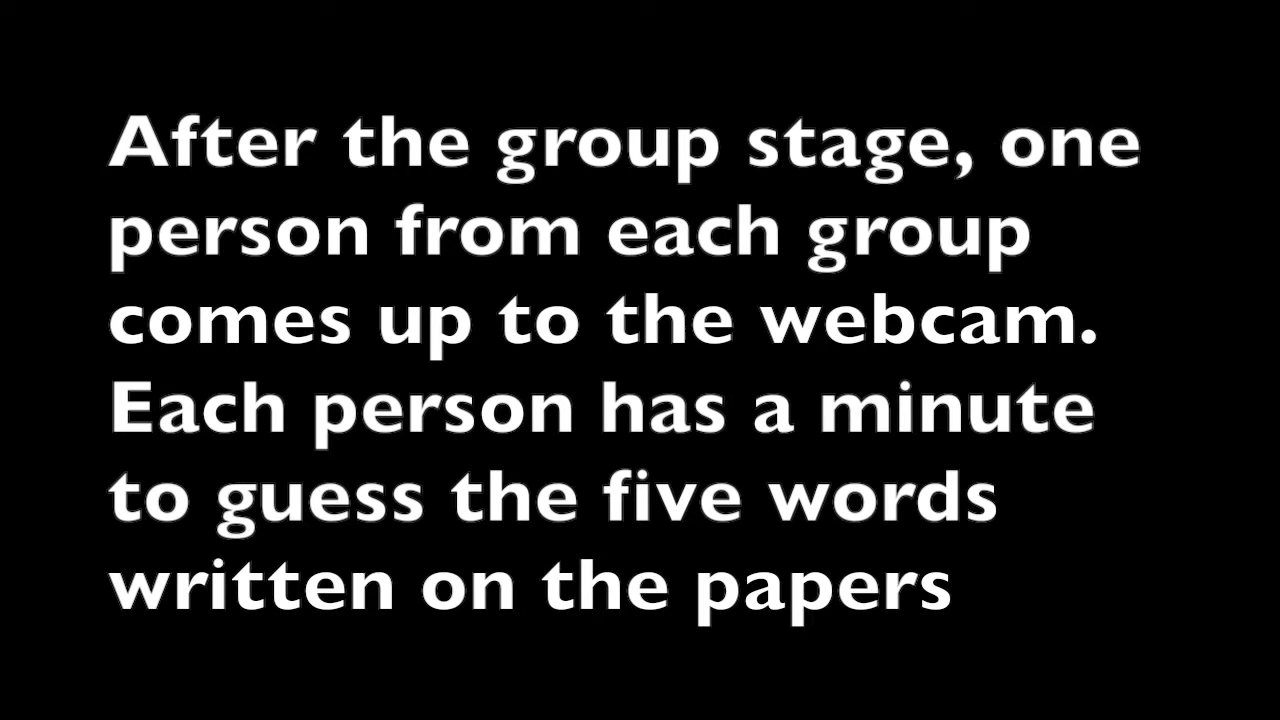 After the group stage, one
person from each group
comes up to the webcam.
Each person has a minute
to guess the five words
written on the papers